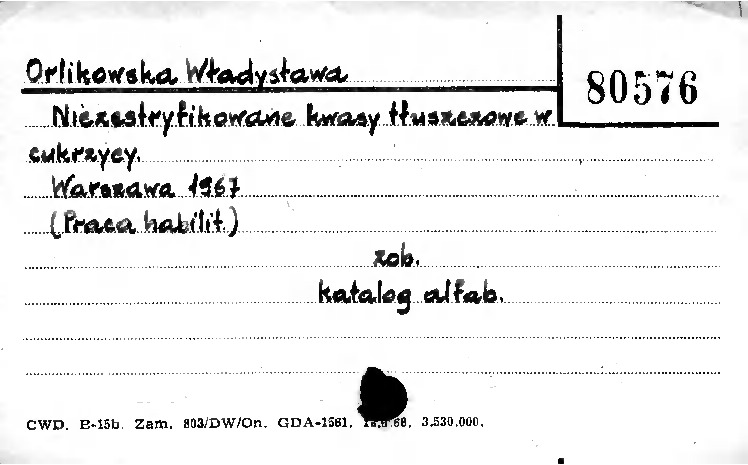 Orlikowska Władysława
80576
Niezestryfikowane kwasy tłuszczowe w
cukrzycy.
Warszawa 1967
(Praca habilit.)
zob.
katalog alfab.
CWD. E-15b. Zam. 803/DW/On. GDA-1561. 3.530.000.